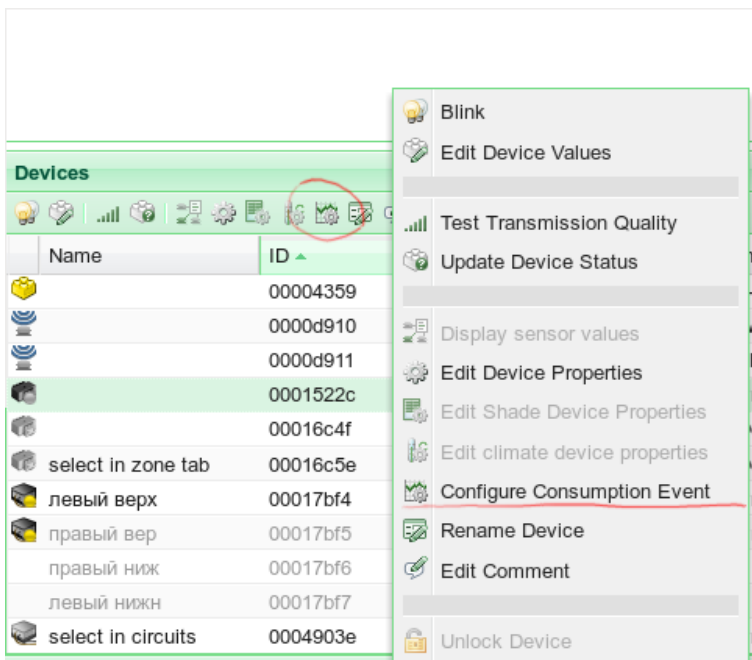 Devices
Name ID
00004359
0000d910
0000d911
0001522c
00016c4f
select in zone tab 00016c5e
левый верх 00017bf4
правый вер 00017bf5
правый ниж 00017bf6
левый нижн 00017bf7
select in circuits 0004903e
Blink
Edit Device Values
Test Transmission Quality
Update Device Status
Display sensor values
Edit Device Properties
Edit Shade Device Properties
Edit climate device properties
Configure Consumption Event
Rename Device
Edit Comment
Unlock Device